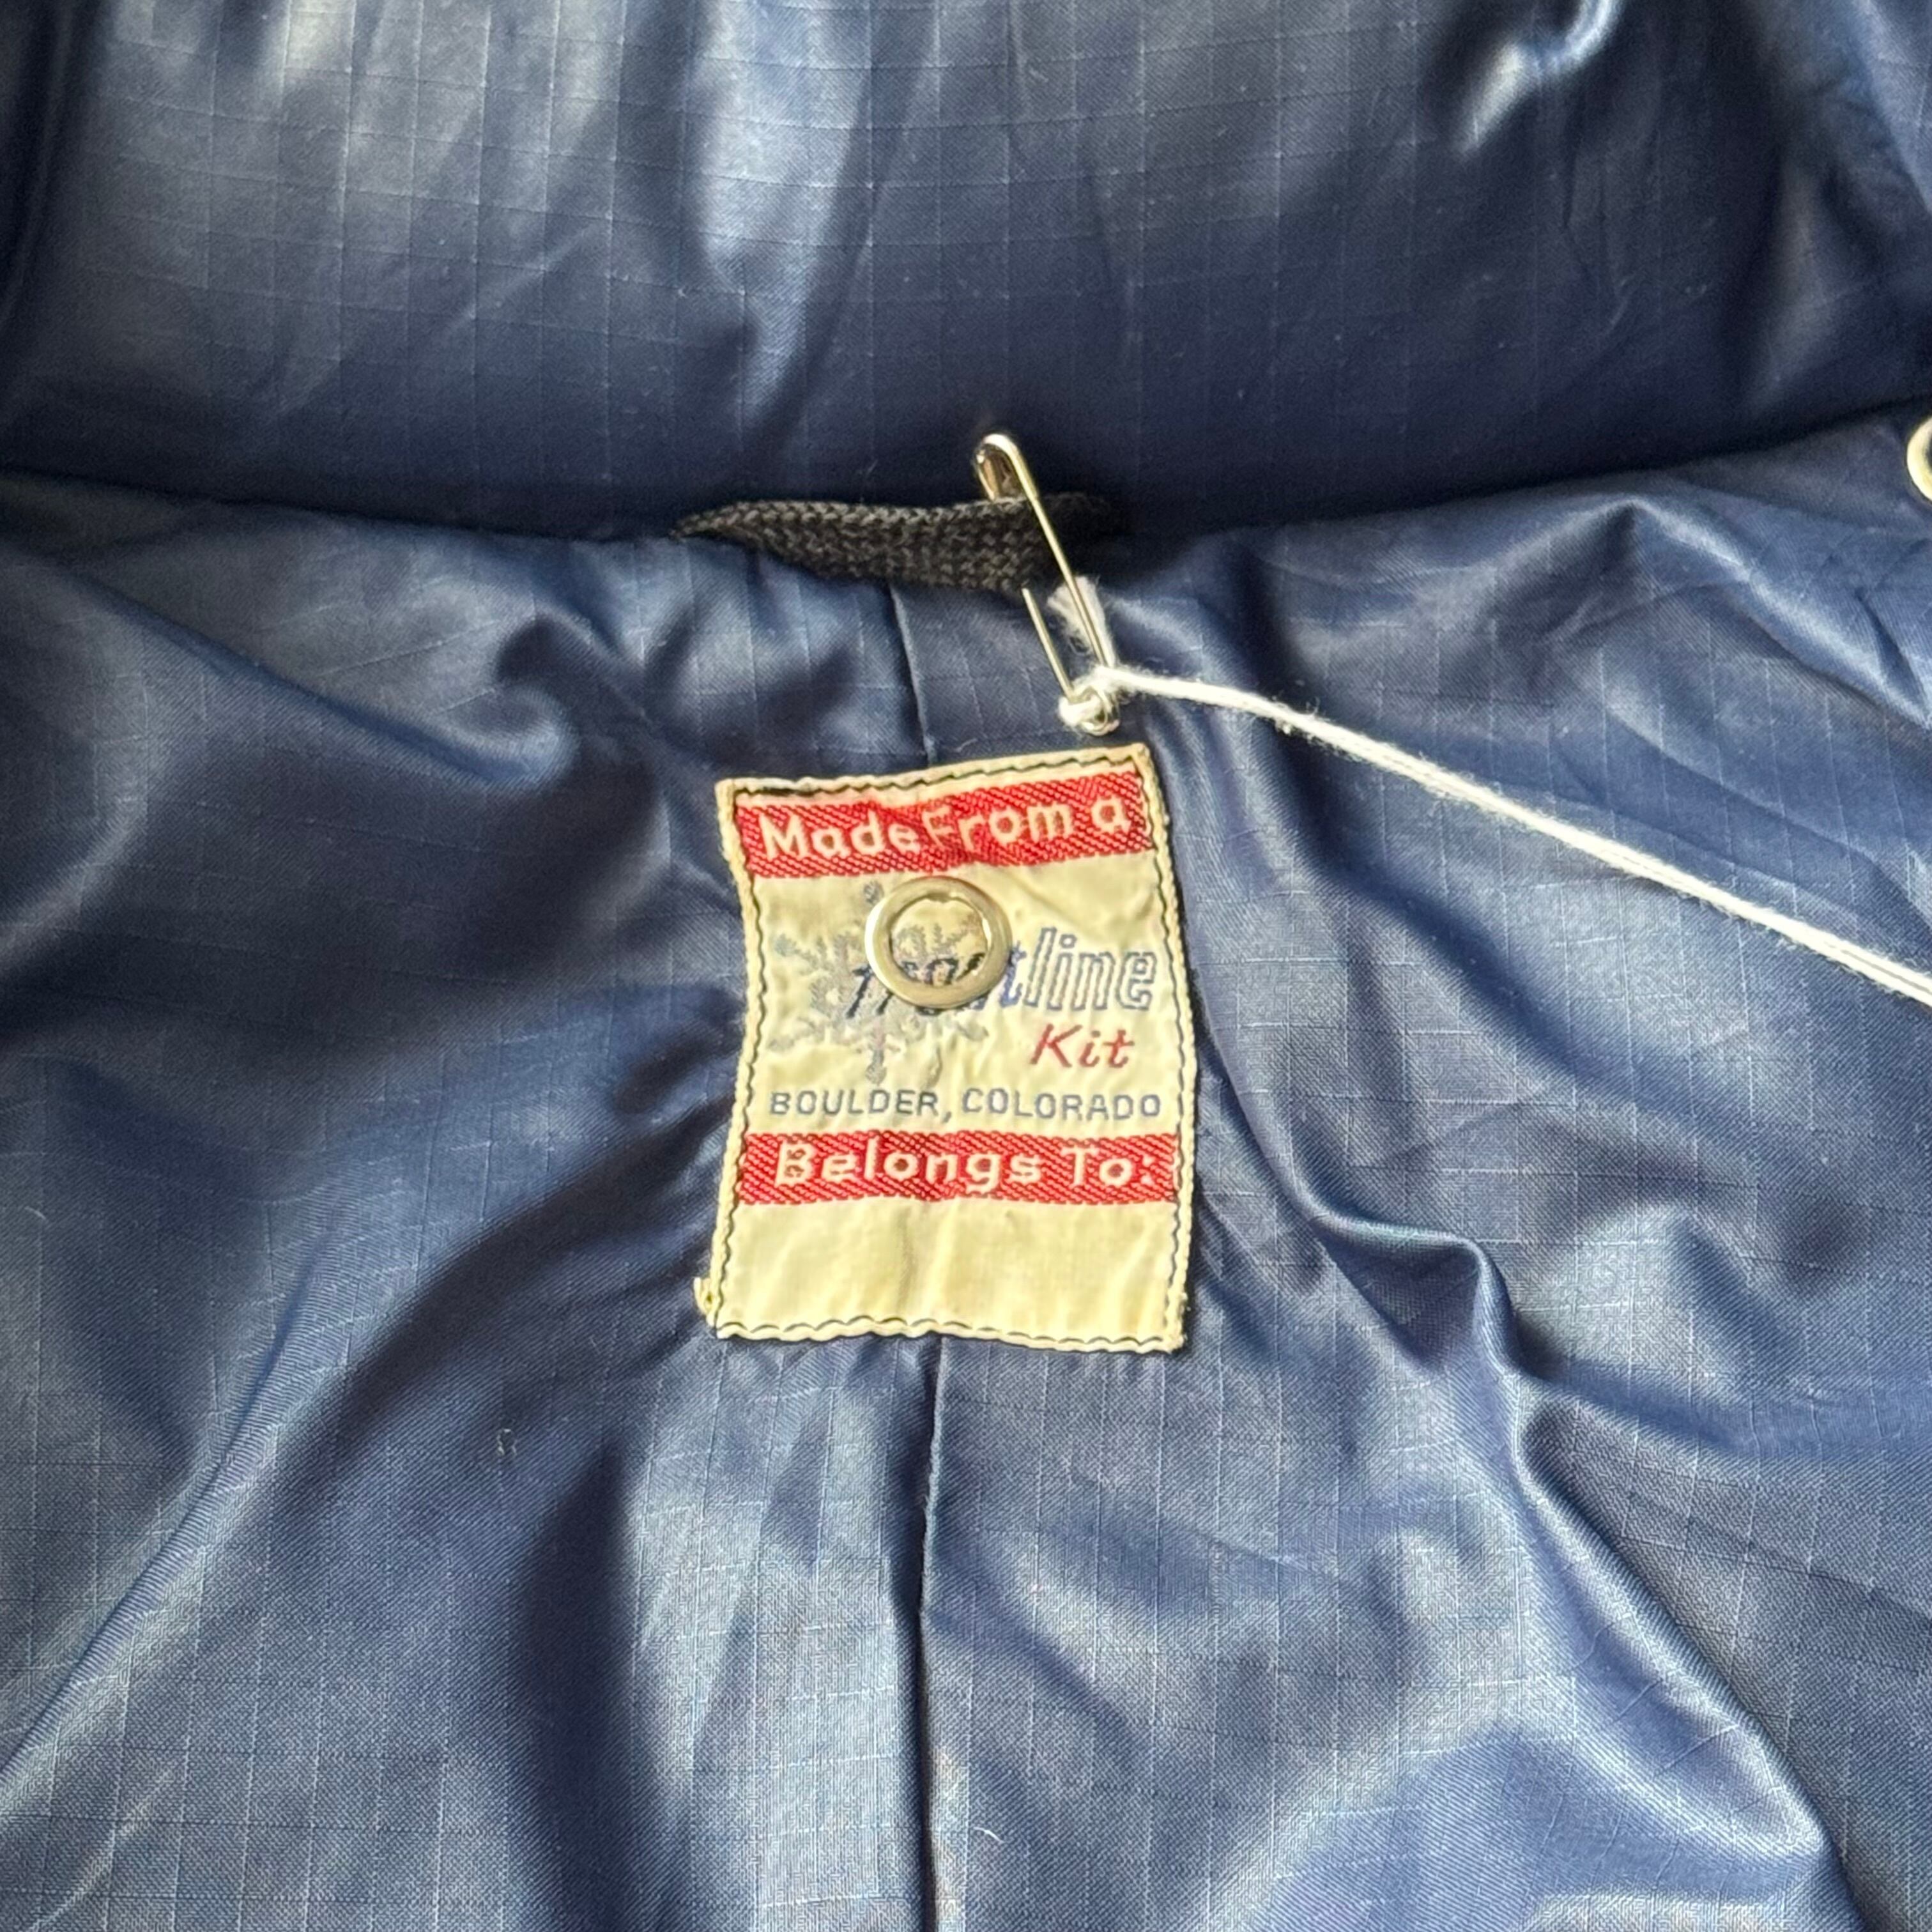 Made From a
Kit
BOULDER, COLORADO
Belongs To: